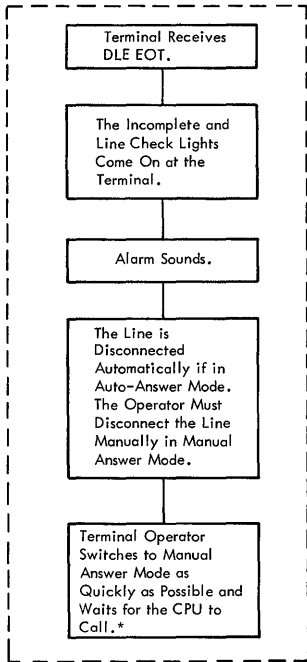 Terminal Receives
DLE EOT.
The Incomplete and
Line Check Lights
Come On at the
Terminal.
Alarm Sounds.
The Line is
Disconnected
Automatically if in
Auto-Answer Mode.
The Operator Must
Disconnect the Line
Manually in Manual
Answer Mode.
Terminal Operator
Switches to Manual
Answer Mode as
Quickly as Possible and
Waits for the CPU to
Call.*